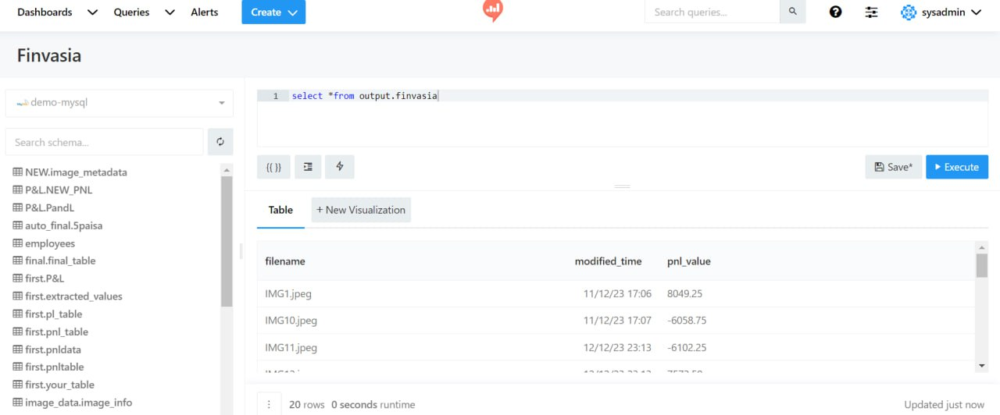 Dashboards Queries Alerts Create Search queries... sysadmin
Finvasia
demo-mysql
Search schema...
NEW.image_metadata
P&L.NEW_PNL
P&L.PandL
auto_final.5paisa
employees
final.final_table
first.P&L
first.extracted_values
first.pl_table
first.pnl_table
first.pnldata
first.pnltable
first.your_table
image_data.image_info
1 select *from output.finvasia
{{ }} Save* Execute
Table + New Visualization
filename modified_time pnl_value
IMG1.jpeg 11/12/23 17:06 8049.25
IMG10.jpeg 11/12/23 17:07 -6058.75
IMG11.jpeg 12/12/23 23:13 -6102.25
20 rows 0 seconds runtime Updated just now